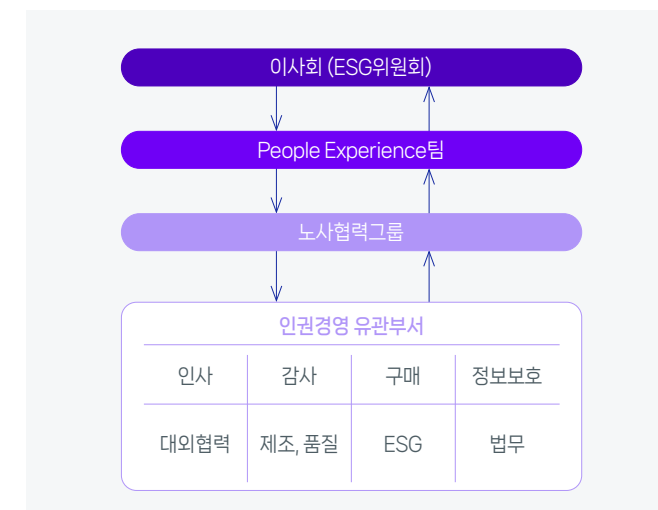 이사회 (ESG위원회)
People Experience팀
노사협력그룹
인권경영 유관부서
인사 감사 구매 정보보호
대외협력 제조, 품질 ESG 법무